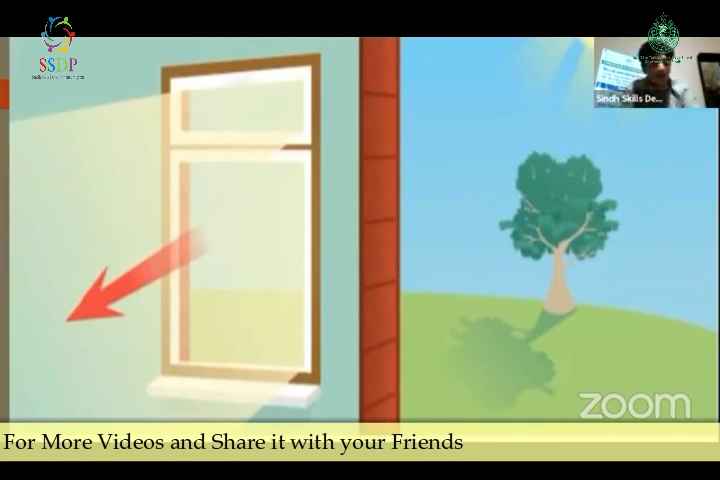 SSDP
Sindh Skills De...
zoom
For More Videos and Share it with your Friends